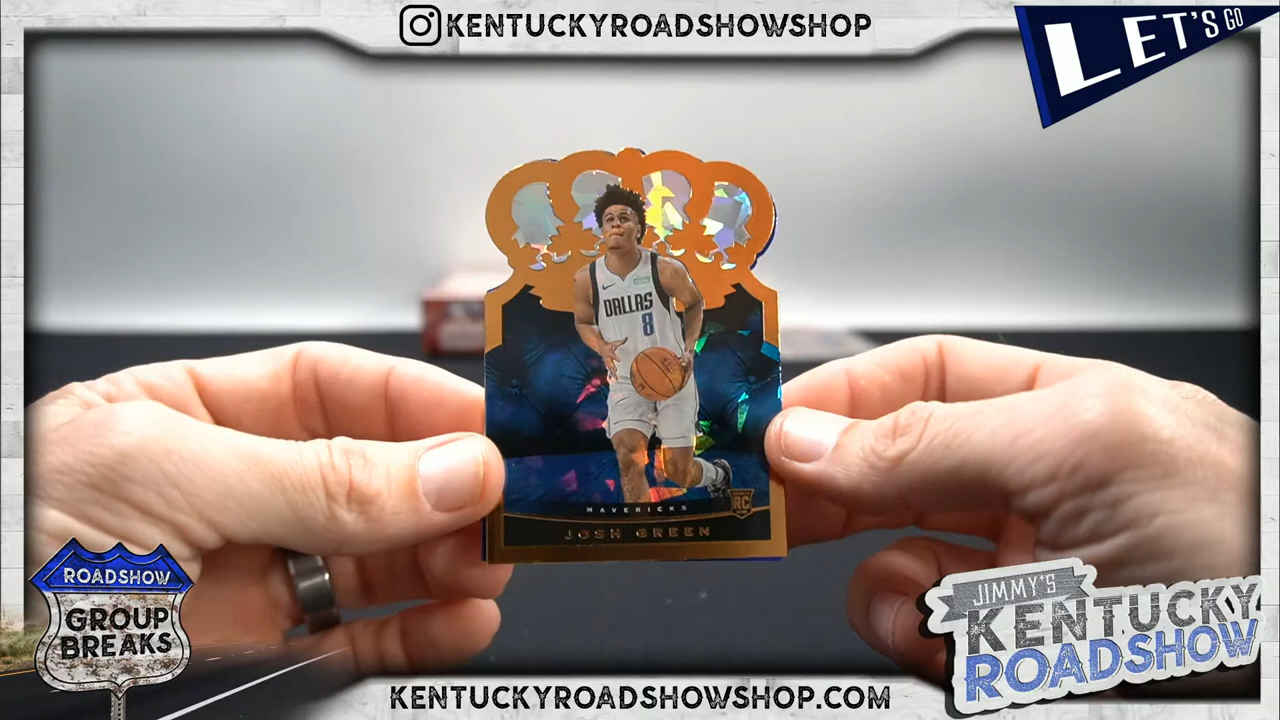 KENTUCKYROADSHOWSHOP
LET'S GO
DALLAS
8
MAVERICKS
RC
JOSH GREEN
ROADSHOW
GROUP
BREAKS
JIMMY'S
KENTUCKY
ROADSHOW
KENTUCKYROADSHOWSHOP.COM